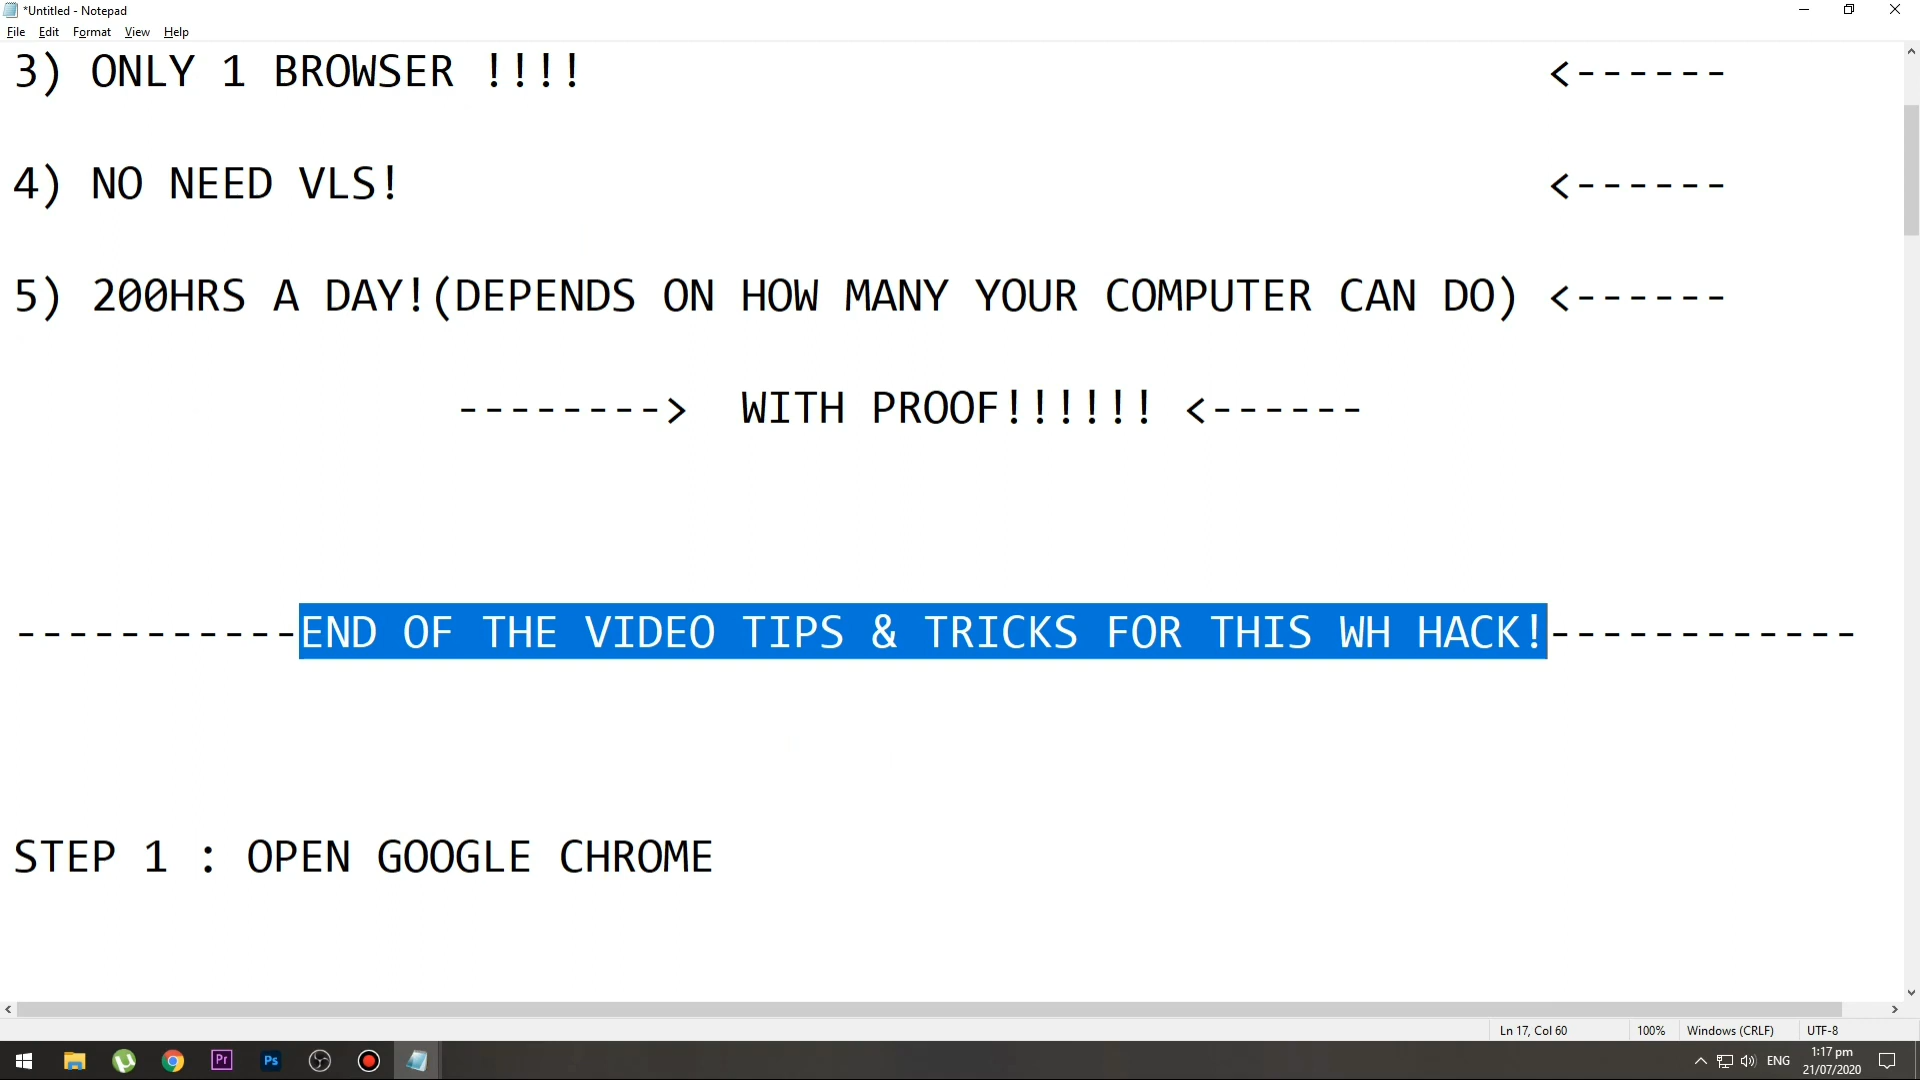 *Untitled - Notepad
File Edit Format View Help
3) ONLY 1 BROWSER !!!! <------
4) NO NEED VLS! <------
5) 200HRS A DAY!(DEPENDS ON HOW MANY YOUR COMPUTER CAN DO) <------
--------> WITH PROOF!!!!!! <------
-----------END OF THE VIDEO TIPS & TRICKS FOR THIS WH HACK!------------
STEP 1 : OPEN GOOGLE CHROME
Ln 17, Col 60 100% Windows (CRLF) UTF-8
Pr Ps ENG 1:17 pm
21/07/2020